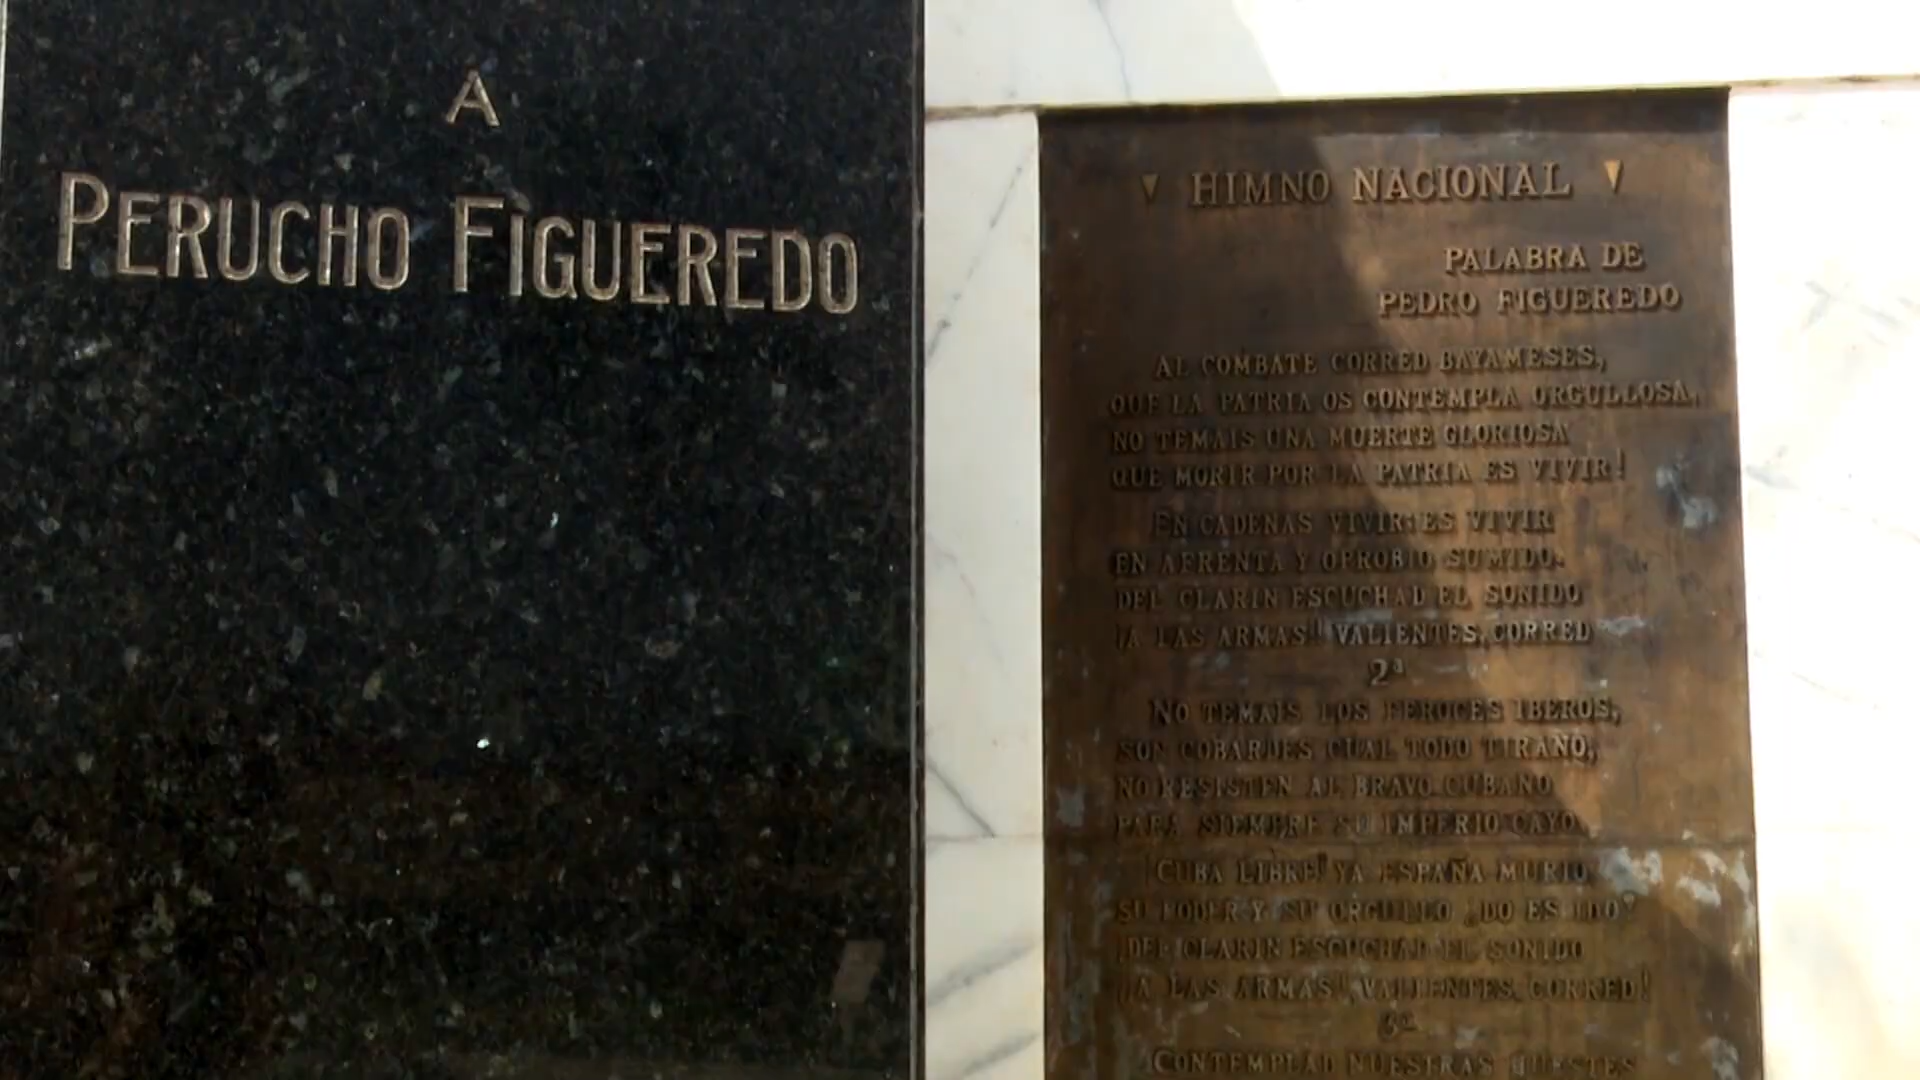 A
PERUCHO FIGUEREDO
HIMNO NACIONAL
PALABRA DE
PEDRO FIGUEREDO
AL COMBATE CORRED BAYAMESES,
QUE LA PATRIA OS CONTEMPLA ORGULLOSA,
NO TEMAIS UNA MUERTE GLORIOSA
QUE MORIR POR LA PATRIA ES VIVIR!
EN CADENAS VIVIR: ES VIVIR
EN AFRENTA Y OPROBIO SUMIDO.
DEL CLARIN ESCUCHAD EL SONIDO
¡A LAS ARMAS! VALIENTES, CORRED
2ª
NO TEMAIS LOS FEROCES IBEROS,
SON COBARDES CUAL TODO TIRANO,
NO RESISTEN AL BRAVO CUBANO
PARA SIEMPRE SU IMPERIO CAYO
CUBA LIBRE! YA ESPAÑA MURIO
SU PODER Y SU ORGULLO ¿DO ES IDO?
¡DEL CLARIN ESCUCHAD EL SONIDO
¡A LAS ARMAS! VALIENTES, CORRED!
3ª
CONTEMPLAD NUESTRAS HUESTES